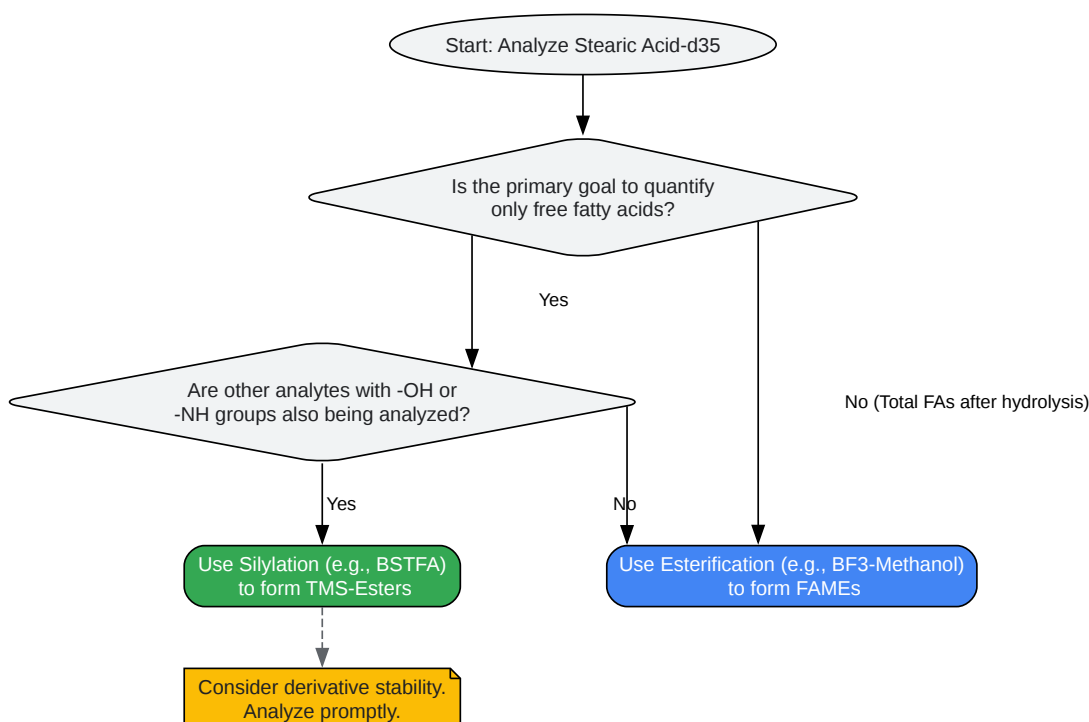 Start: Analyze Stearic Acid-d35
Is the primary goal to quantify
only free fatty acids?
Yes
Are other analytes with -OH or
-NH groups also being analyzed?
No (Total FAs after hydrolysis)
Yes
No
Use Silylation (e.g., BSTFA)
to form TMS-Esters
Use Esterification (e.g., BF3-Methanol)
to form FAMEs
Consider derivative stability.
Analyze promptly.